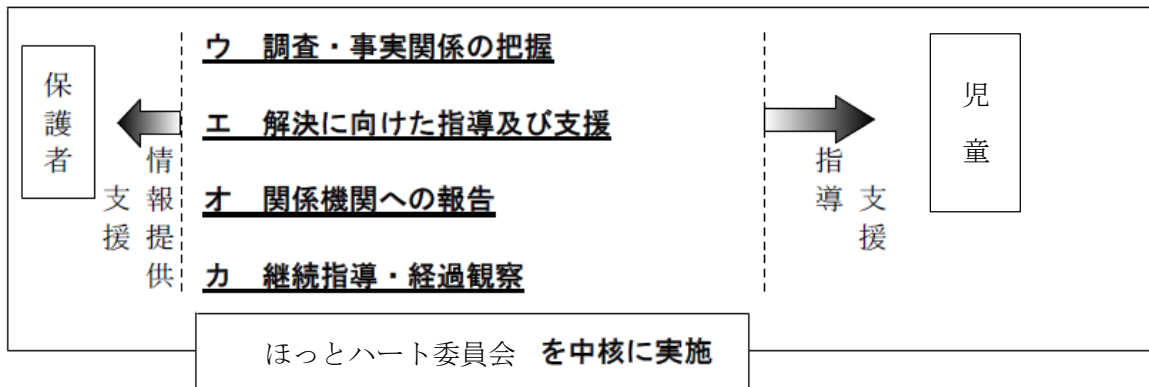 保護者
情報提供
支援
ウ　調査・事実関係の把握
エ　解決に向けた指導及び支援
オ　関係機関への報告
カ　継続指導・経過観察
指導
支援
児童
ほっとハート委員会　を中核に実施